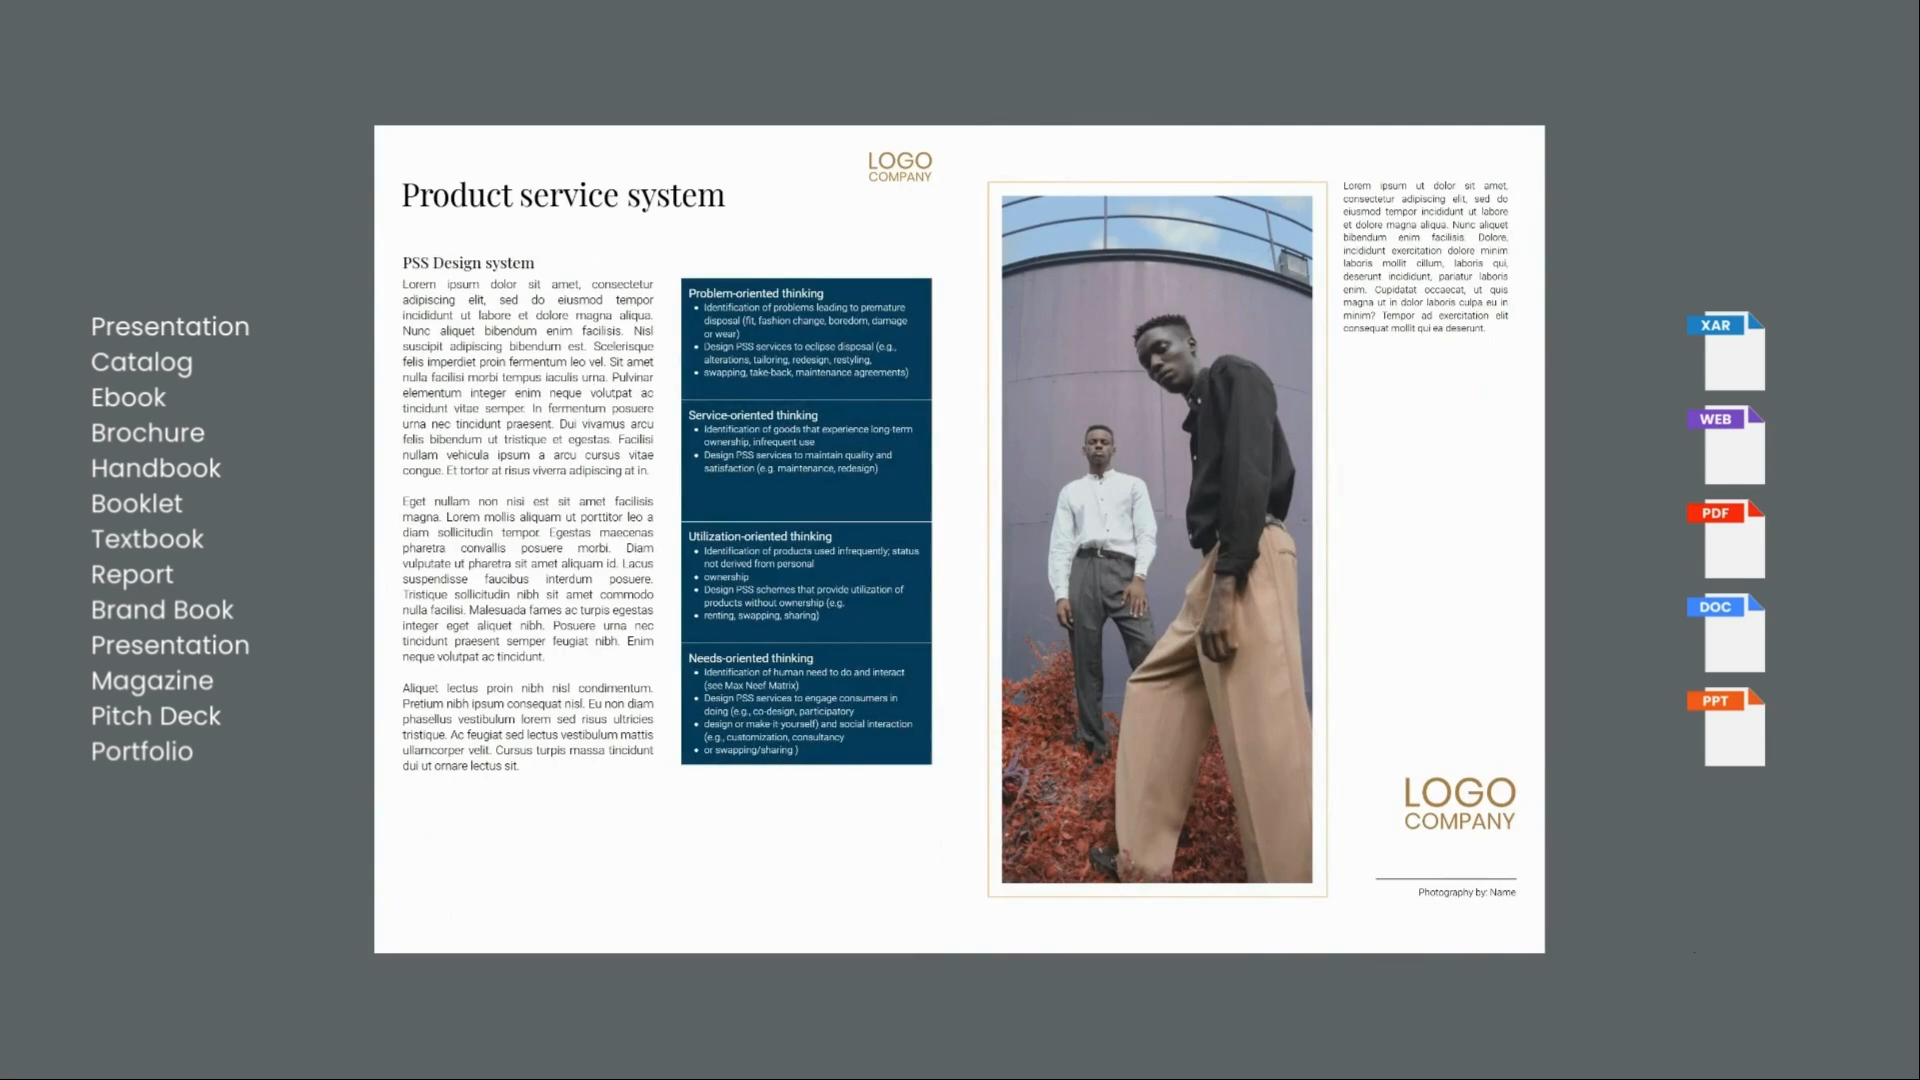 Presentation
Catalog
Ebook
Brochure
Handbook
Booklet
Textbook
Report
Brand Book
Presentation
Magazine
Pitch Deck
Portfolio
LOGO
COMPANY
Product service system
PSS Design system
Lorem ipsum dolor sit amet, consectetur
adipiscing elit, sed do eiusmod tempor
incididunt ut labore et dolore magna aliqua.
Nunc aliquet bibendum enim facilisis. Nisl
suscipit adipiscing bibendum est. Scelerisque
felis imperdiet proin fermentum leo vel. Sit amet
nulla facilisi morbi tempus iaculis urna. Pulvinar
elementum integer enim neque volutpat ac
tincidunt vitae semper. In fermentum posuere
urna nec tincidunt praesent. Dui vivamus arcu
felis bibendum ut tristique et egestas. Facilisi
nullam vehicula ipsum a arcu cursus vitae
congue. Et tortor at risus viverra adipiscing at in.
Eget nullam non nisi est sit amet facilisis
magna. Lorem mollis aliquam ut porttitor leo a
diam sollicitudin tempor. Egestas maecenas
pharetra convallis posuere morbi. Diam
vulputate ut pharetra sit amet aliquam id. Lacus
suspendisse faucibus interdum posuere.
Tristique sollicitudin nibh sit amet commodo
nulla facilisi. Malesuada fames ac turpis egestas
integer eget aliquet nibh. Posuere urna nec
tincidunt praesent semper feugiat nibh. Enim
neque volutpat ac tincidunt.
Aliquet lectus proin nibh nisl condimentum.
Pretium nibh ipsum consequat nisl. Eu non diam
phasellus vestibulum lorem sed risus ultricies
tristique. Ac feugiat sed lectus vestibulum mattis
ullamcorper velit. Cursus turpis massa tincidunt
dui ut ornare lectus sit.
Problem-oriented thinking
• Identification of problems leading to premature
disposal (fit, fashion change, boredom, damage
or wear)
• Design PSS services to eclipse disposal (e.g.,
alterations, tailoring, redesign, restyling,
• swapping, take-back, maintenance agreements)
Service-oriented thinking
• Identification of goods that experience long-term
ownership, infrequent use
• Design PSS services to maintain quality and
satisfaction (e.g. maintenance, redesign)
Utilization-oriented thinking
• Identification of products used infrequently; status
not derived from personal
• ownership
• Design PSS schemes that provide utilization of
products without ownership (e.g.
• renting, swapping, sharing)
Needs-oriented thinking
• Identification of human need to do and interact
(see Max Neef Matrix)
• Design PSS services to engage consumers in
doing (e.g., co-design, participatory
• design or make-it-yourself) and social interaction
(e.g., customization, consultancy
• or swapping/sharing )
Lorem ipsum ut dolor sit amet,
consectetur adipiscing elit, sed do
eiusmod tempor incididunt ut labore
et dolore magna aliqua. Nunc aliquet
bibendum enim facilisis. Dolore,
incididunt exercitation dolore minim
laboris mollit cillum, laboris qui,
deserunt incididunt, pariatur laboris
enim. Cupidatat occaecat, ut quis
magna ut in dolor laboris culpa eu in
minim? Tempor ad exercitation elit
consequat mollit qui ea deserunt.
LOGO
COMPANY
Photography by: Name
XAR
WEB
PDF
DOC
PPT